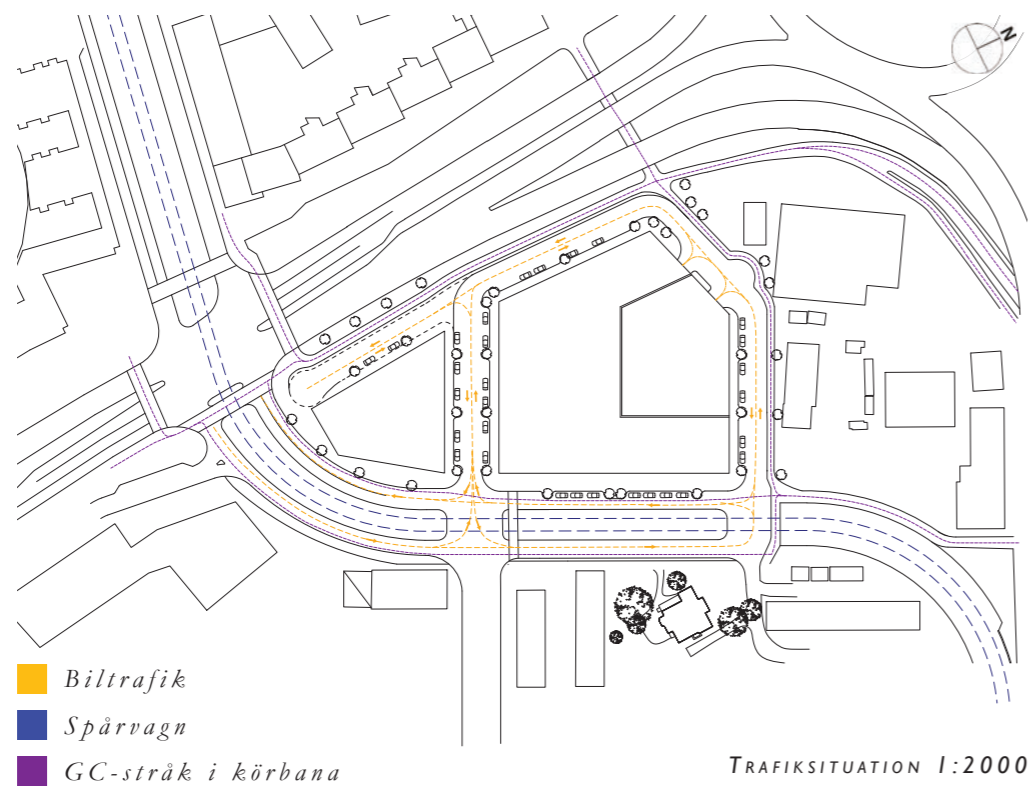 N
Biltrafik
Spårvagn
GC-stråk i körbana
TRAFIKSITUATION 1:2000